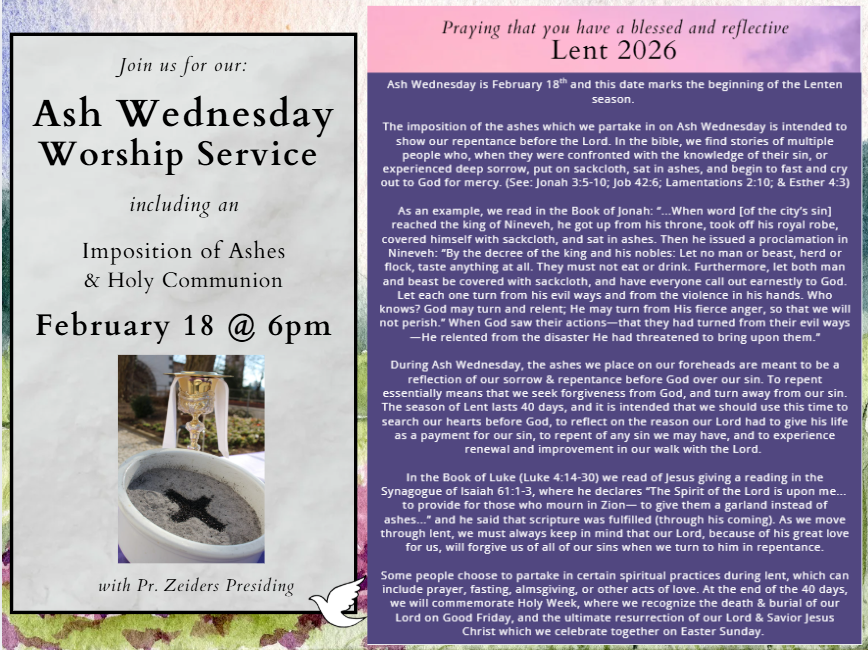 Join us for our:
Ash Wednesday
Worship Service
including an
Imposition of Ashes
& Holy Communion
February 18 @ 6pm
with Pr. Zeiders Presiding
Praying that you have a blessed and reflective
Lent 2026
Ash Wednesday is February 18th and this date marks the beginning of the Lenten
season.
The imposition of the ashes which we partake in on Ash Wednesday is intended to
show our repentance before the Lord. In the bible, we find stories of multiple
people who, when they were confronted with the knowledge of their sin, or
experienced deep sorrow, put on sackcloth, sat in ashes, and begin to fast and cry
out to God for mercy. (See: Jonah 3:5-10; Job 42:6; Lamentations 2:10; & Esther 4:3)
As an example, we read in the Book of Jonah: “...When word [of the city’s sin]
reached the king of Nineveh, he got up from his throne, took off his royal robe,
covered himself with sackcloth, and sat in ashes. Then he issued a proclamation in
Nineveh: “By the decree of the king and his nobles: Let no man or beast, herd or
flock, taste anything at all. They must not eat or drink. Furthermore, let both man
and beast be covered with sackcloth, and have everyone call out earnestly to God.
Let each one turn from his evil ways and from the violence in his hands. Who
knows? God may turn and relent; He may turn from His fierce anger, so that we will
not perish.” When God saw their actions—that they had turned from their evil ways
—He relented from the disaster He had threatened to bring upon them.”
During Ash Wednesday, the ashes we place on our foreheads are meant to be a
reflection of our sorrow & repentance before God over our sin. To repent
essentially means that we seek forgiveness from God, and turn away from our sin.
The season of Lent lasts 40 days, and it is intended that we should use this time to
search our hearts before God, to reflect on the reason our Lord had to give his life
as a payment for our sin, to repent of any sin we may have, and to experience
renewal and improvement in our walk with the Lord.
In the Book of Luke (Luke 4:14-30) we read of Jesus giving a reading in the
Synagogue of Isaiah 61:1-3, where he declares “The Spirit of the Lord is upon me...
to provide for those who mourn in Zion— to give them a garland instead of
ashes...” and he said that scripture was fulfilled (through his coming). As we move
through lent, we must always keep in mind that our Lord, because of his great love
for us, will forgive us of all of our sins when we turn to him in repentance.
Some people choose to partake in certain spiritual practices during lent, which can
include prayer, fasting, almsgiving, or other acts of love. At the end of the 40 days,
we will commemorate Holy Week, where we recognize the death & burial of our
Lord on Good Friday, and the ultimate resurrection of our Lord & Savior Jesus
Christ which we celebrate together on Easter Sunday.